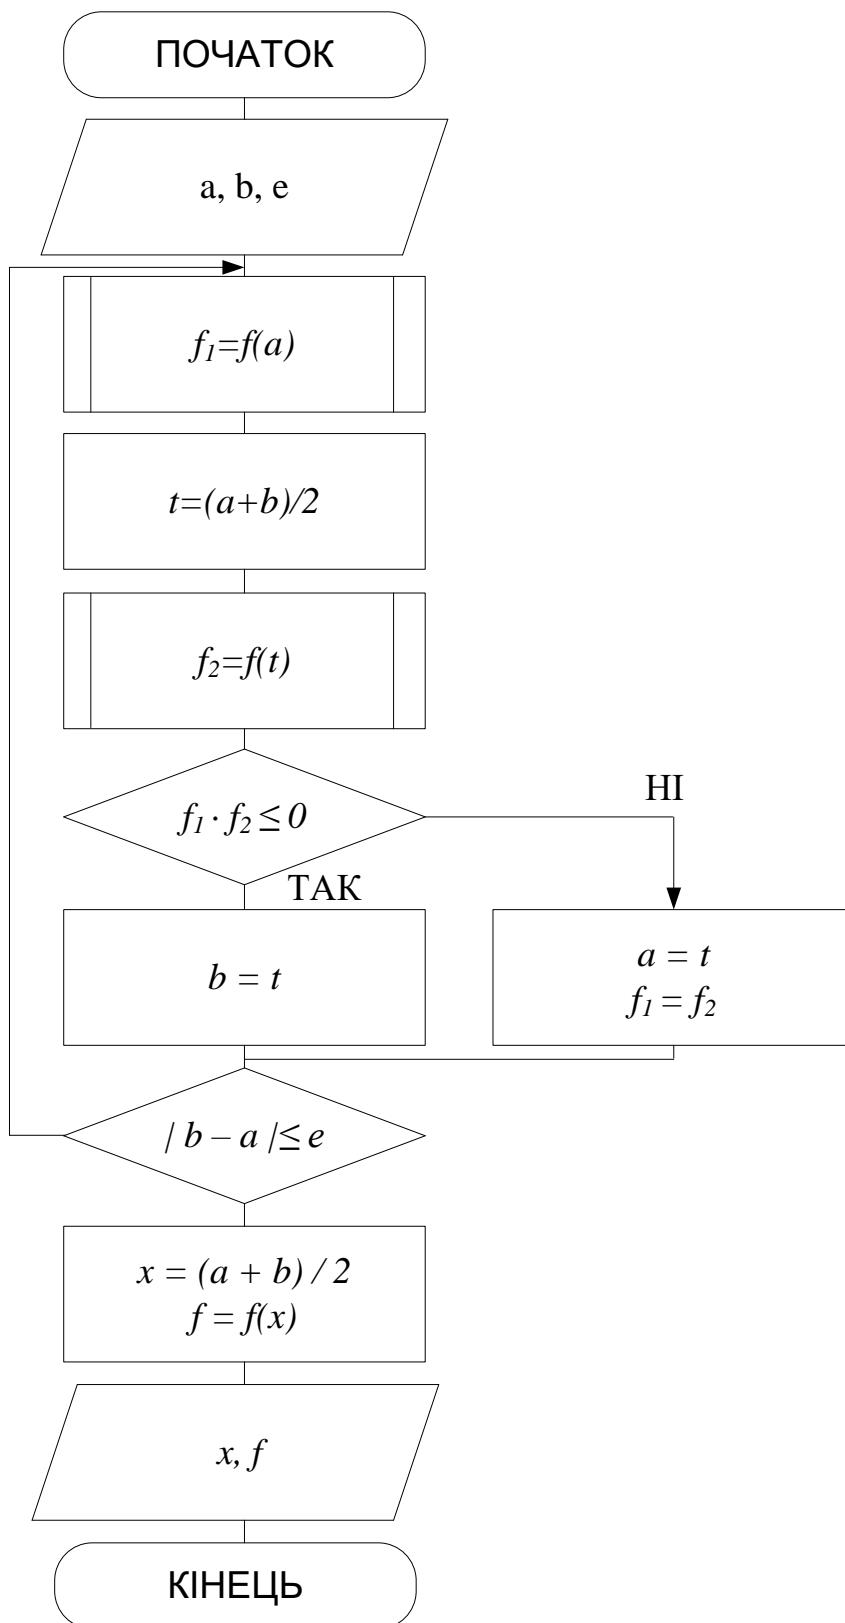 ПОЧАТОК
a, b, e
f₁=f(a)
t=(a+b)/2
f₂=f(t)
f₁ · f₂ ≤ 0
НІ
ТАК
b = t
a = t
f₁ = f₂
| b – a |≤ e
x = (a + b) / 2
f = f(x)
x, f
КІНЕЦЬ